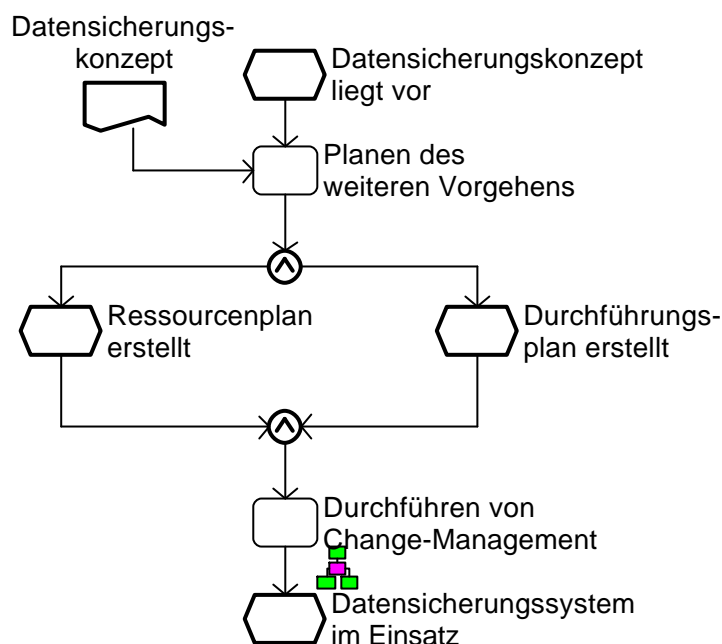 Datensicherungs-
konzept
Datensicherungskonzept
liegt vor
Planen des
weiteren Vorgehens
Ressourcenplan
erstellt
Durchführungs-
plan erstellt
Durchführen von
Change-Management
Datensicherungssystem
im Einsatz